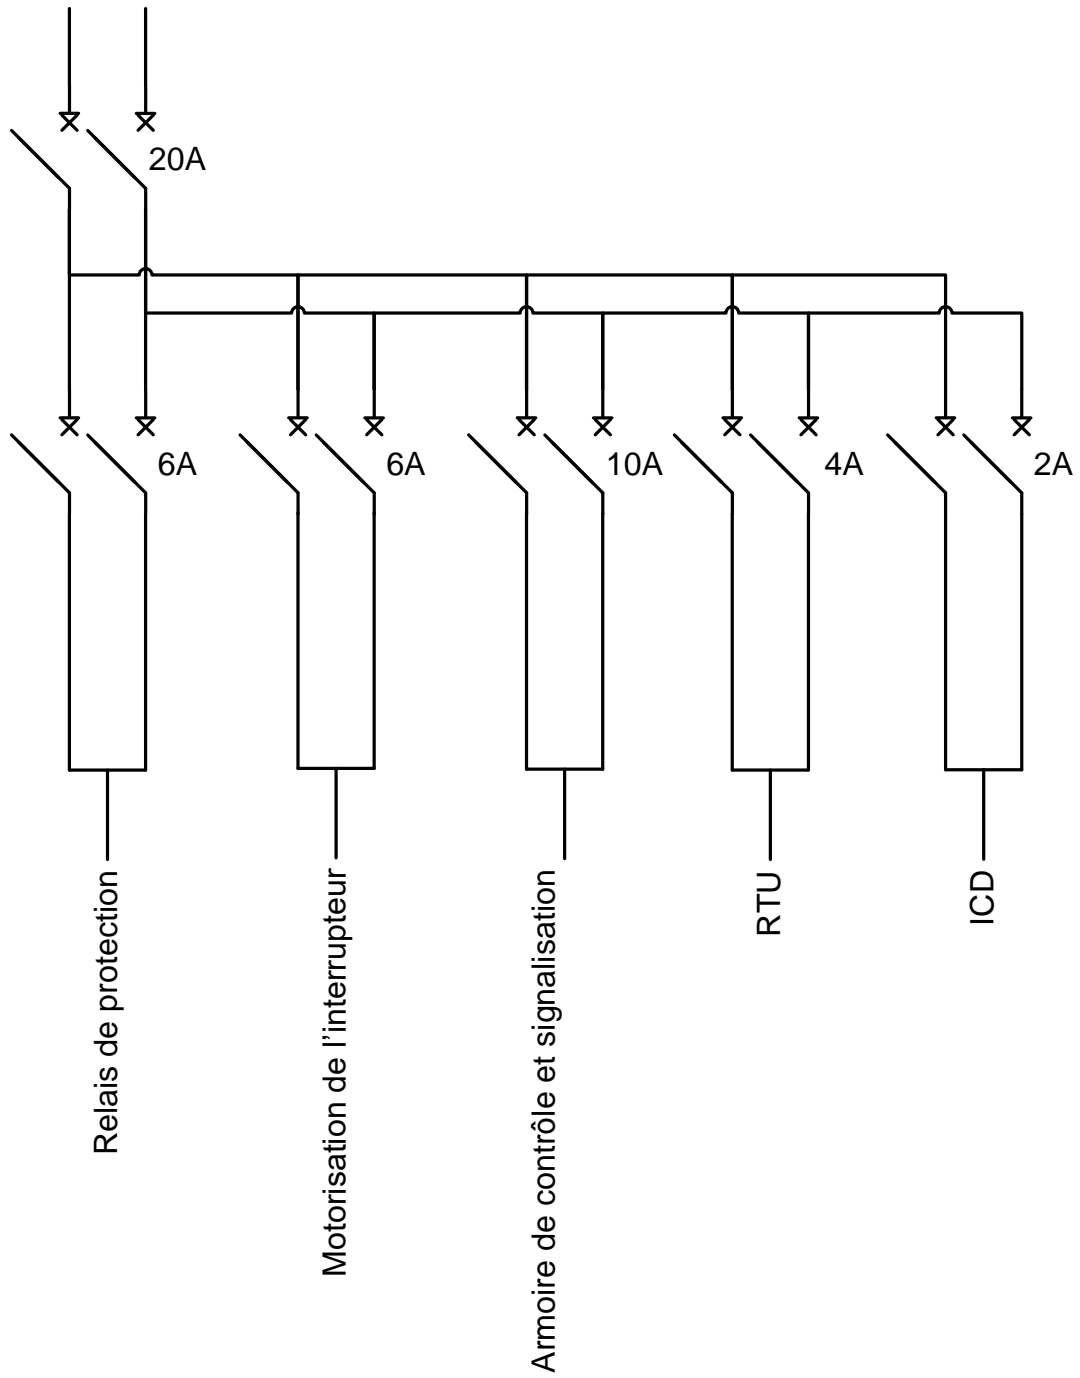 20A
6A
6A
10A
4A
2A
Relais de protection
Motorisation de l’interrupteur
Armoire de contrôle et signalisation
RTU
ICD